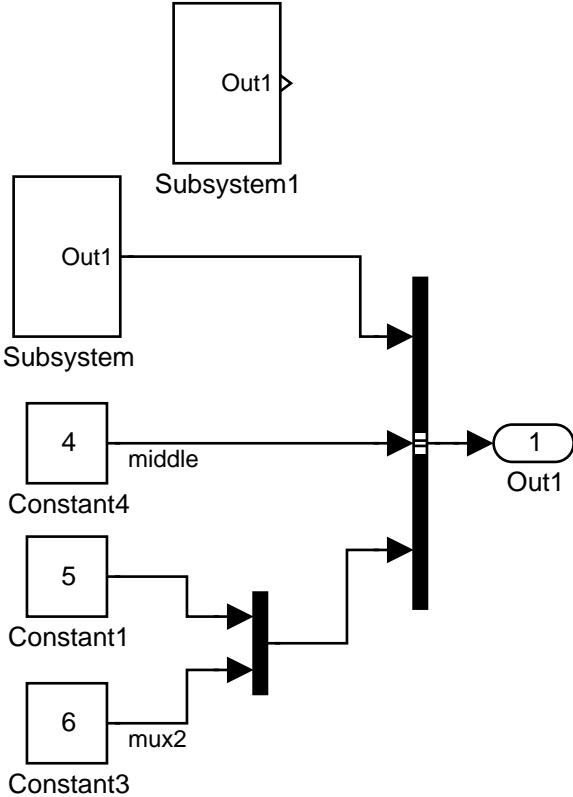 Out1
Subsystem1
Out1
Subsystem
4
middle
Constant4
1
Out1
5
Constant1
6
mux2
Constant3